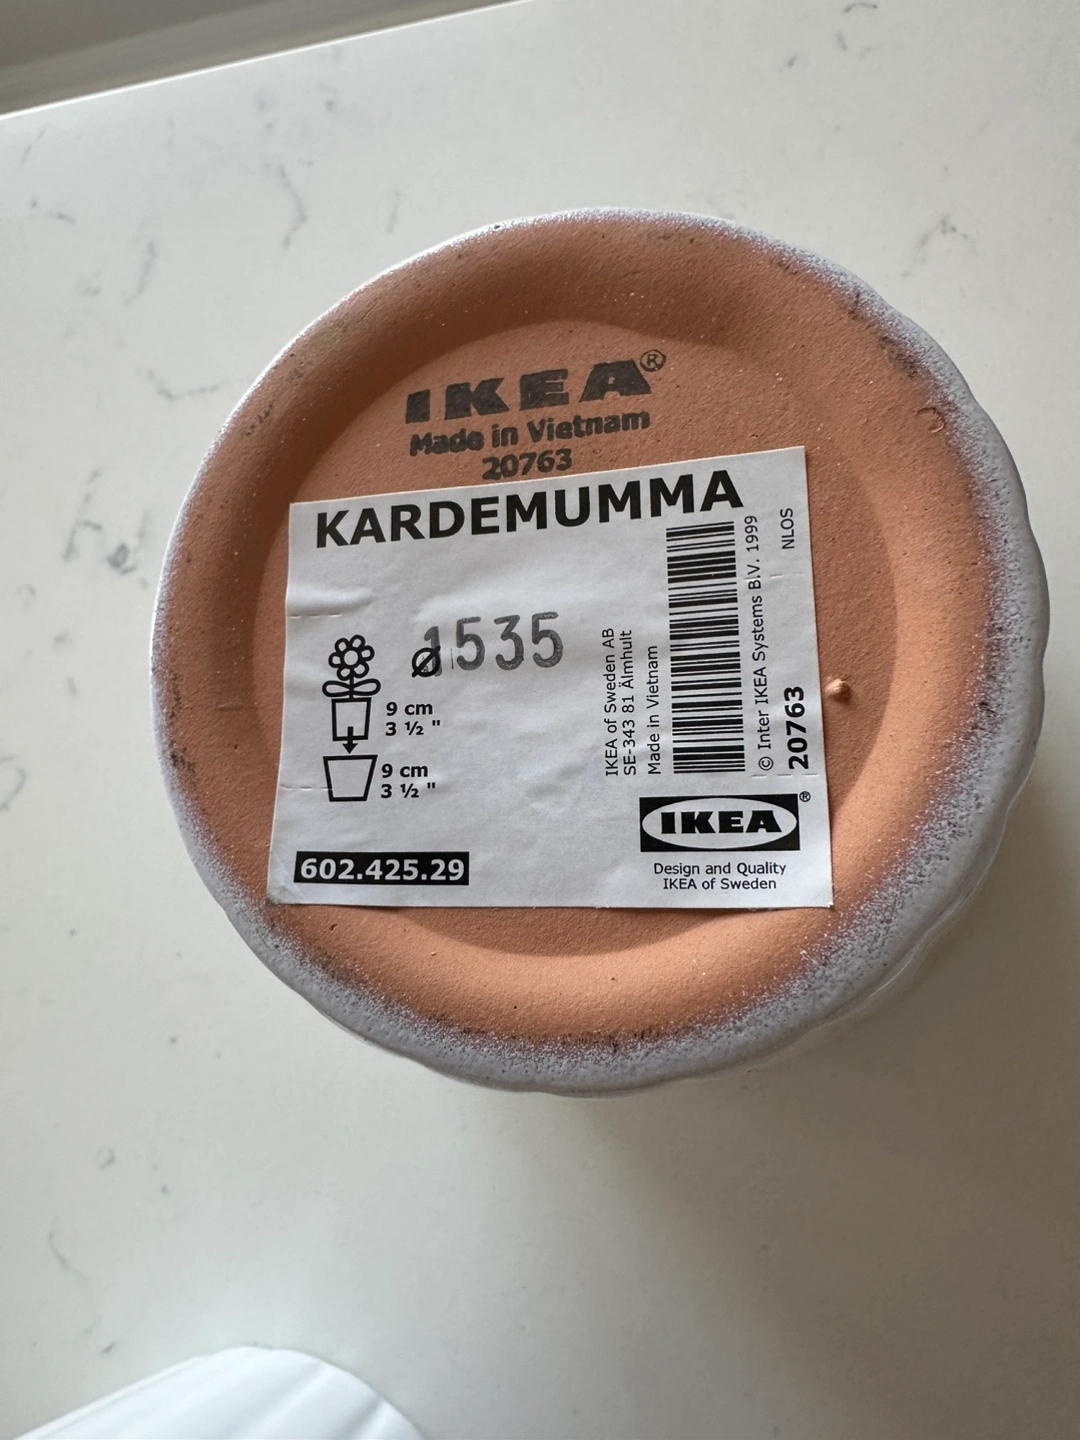 IKEA®
Made in Vietnam
20763
KARDEMUMMA
ø
1535
9 cm
3 ½ "
9 cm
3 ½ "
602.425.29
IKEA of Sweden AB
SE-343 81 Älmhult
Made in Vietnam
© Inter IKEA Systems B.V. 1999
20763
NLOS
IKEA®
Design and Quality
IKEA of Sweden